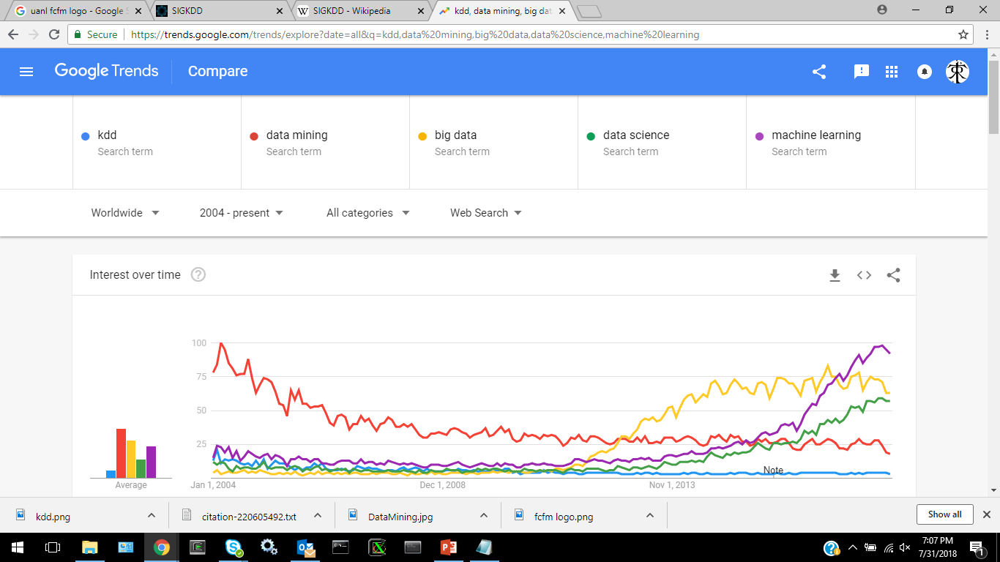 uanl fcfm logo - Google S
SIGKDD
SIGKDD - Wikipedia
kdd, data mining, big dat
Secure
https://trends.google.com/trends/explore?date=all&q=kdd,data%20mining,big%20data,data%20science,machine%20learning
Google Trends
Compare
kdd
Search term
data mining
Search term
big data
Search term
data science
Search term
machine learning
Search term
Worldwide
2004 - present
All categories
Web Search
Interest over time
100
75
50
25
Note
Average
Jan 1, 2004
Dec 1, 2008
Nov 1, 2013
kdd.png
citation-220605492.txt
DataMining.jpg
fcfm logo.png
Show all
7:07 PM
7/31/2018
1